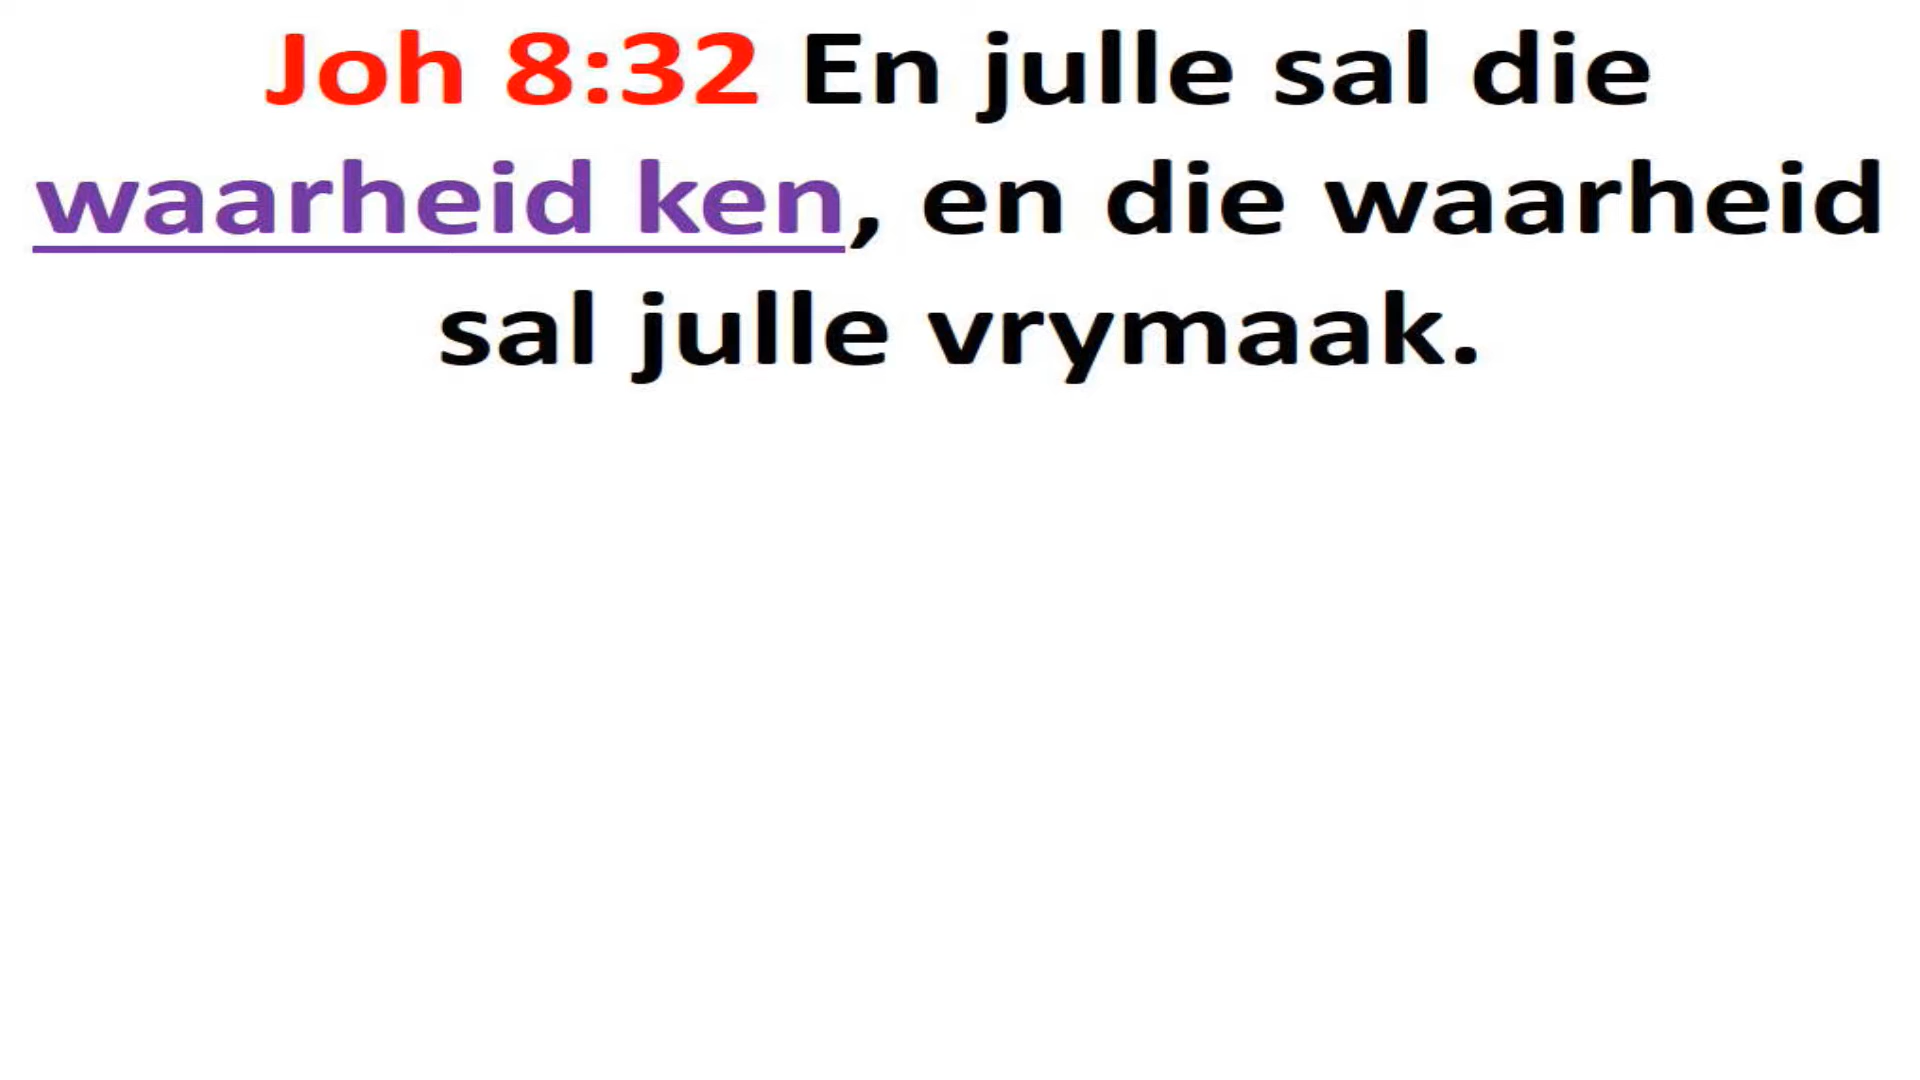 Joh 8:32 En julle sal die
waarheid ken, en die waarheid
sal julle vrymaak.